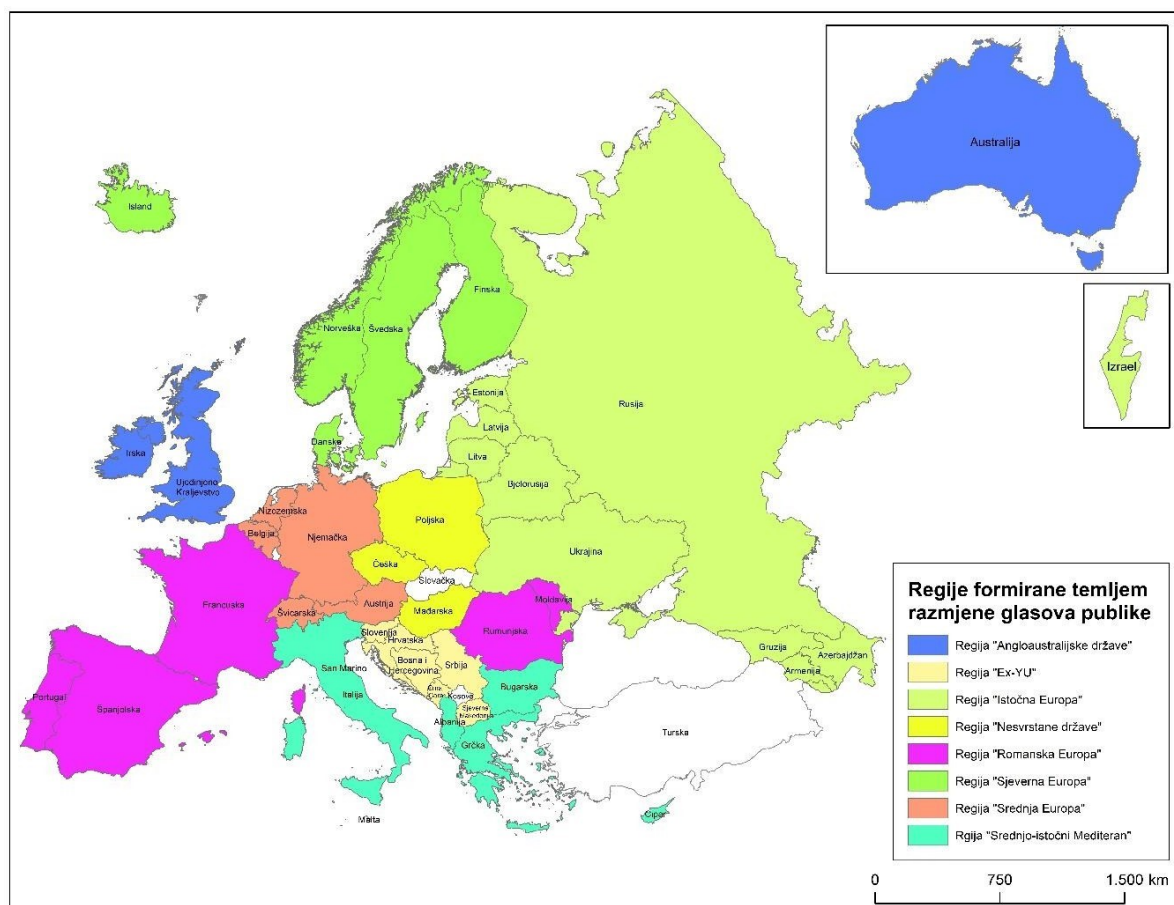 Australija
Island
Izrael
Finska
Norveška
Švedska
Rusija
Estonija
Latvija
Danska
Litva
Irska
Bjelorusija
Ujedinjeno
Kraljevstvo
Nizozemska
Poljska
Belgija
Njemačka
Ukrajina
Češka
Slovačka
Francuska
Austrija
Švicarska
Mađarska
Moldavija
Rumunjska
Slovenija
Hrvatska
Gruzija
Azerbajdžan
San Marino
Bosna i
Hercegovina
Srbija
Armenija
Portugal
Španjolska
Italija
Crna
Gora
Kosovo
Bugarska
Sjeverna
Makedonija
Albanija
Turska
Grčka
Malta
Cipar
Regije formirane temljem
razmjene glasova publike
Regija "Angloaustralijske države"
Regija "Ex-YU"
Regija "Istočna Europa"
Regija "Nesvrstane države"
Regija "Romanska Europa"
Regija "Sjeverna Europa"
Regija "Srednja Europa"
Rgija "Srednjo-istočni Mediteran"
0 750 1.500 km